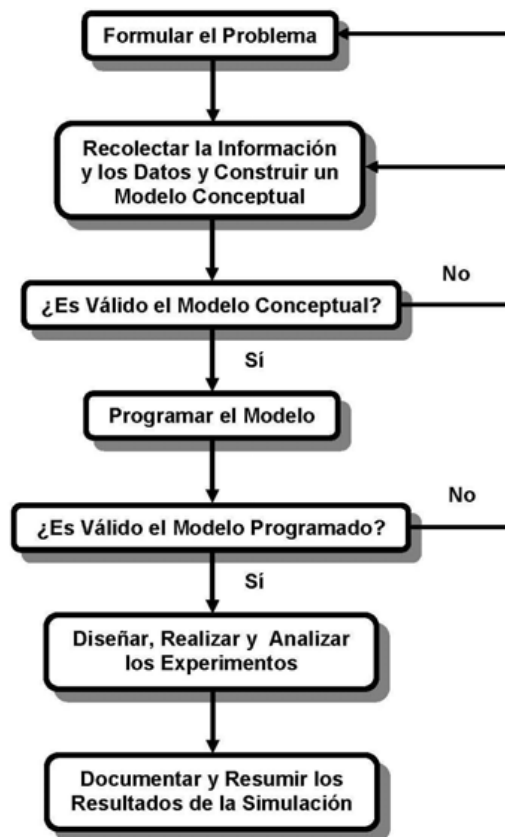 Formular el Problema
Recolectar la Información
y los Datos y Construir un
Modelo Conceptual
No
¿Es Válido el Modelo Conceptual?
Sí
Programar el Modelo
No
¿Es Válido el Modelo Programado?
Sí
Diseñar, Realizar y Analizar
los Experimentos
Documentar y Resumir los
Resultados de la Simulación